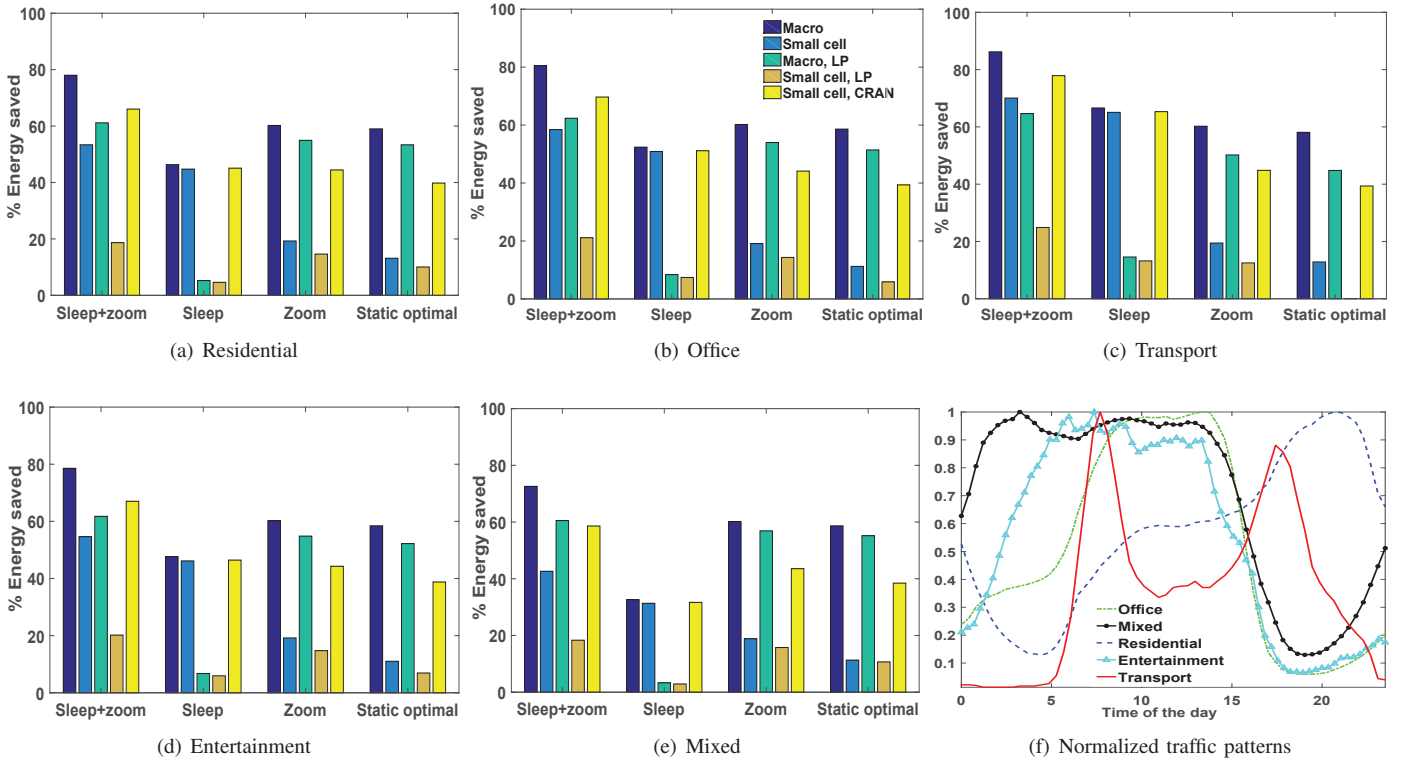 100
80
60
40
20
0
% Energy saved
Sleep+zoom Sleep Zoom Static optimal
(a) Residential
100
80
60
40
20
0
% Energy saved
Macro
Small cell
Macro, LP
Small cell, LP
Small cell, CRAN
Sleep+zoom Sleep Zoom Static optimal
(b) Office
100
80
60
40
20
0
% Energy saved
Sleep+zoom Sleep Zoom Static optimal
(c) Transport
100
80
60
40
20
0
% Energy saved
Sleep+zoom Sleep Zoom Static optimal
(d) Entertainment
100
80
60
40
20
0
% Energy saved
Sleep+zoom Sleep Zoom Static optimal
(e) Mixed
1
0.9
0.8
0.7
0.6
0.5
0.4
0.3
0.2
0.1
Office
Mixed
Residential
Entertainment
Transport
0 5 10 15 20
Time of the day
(f) Normalized traffic patterns